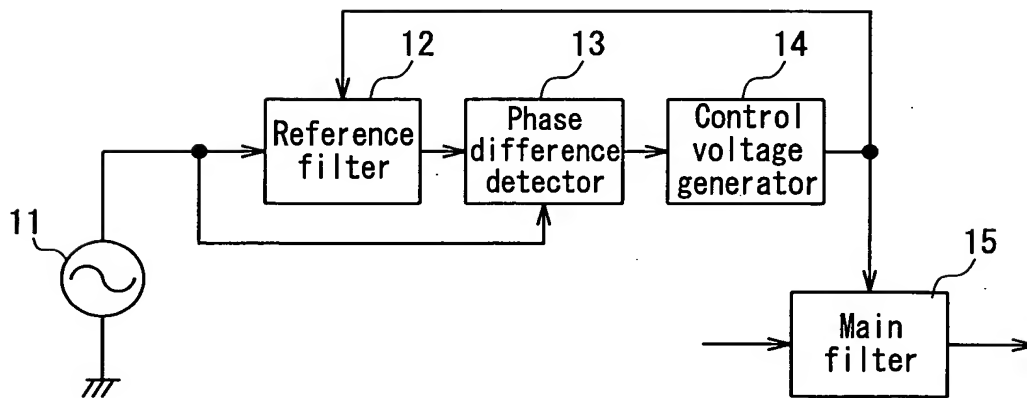 12
13
14
Reference
filter
Phase
difference
detector
Control
voltage
generator
11
15
Main
filter